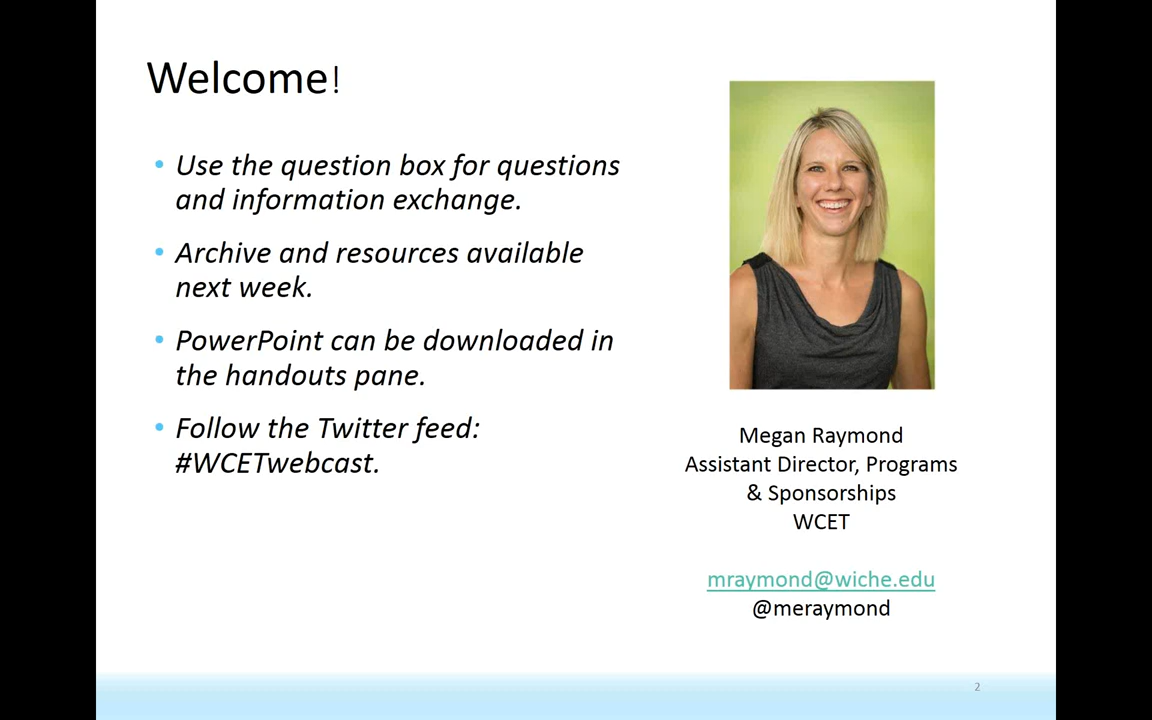 Welcome!
Use the question box for questions
and information exchange.
Archive and resources available
next week.
PowerPoint can be downloaded in
the handouts pane.
Follow the Twitter feed:
#WCETwebcast.
Megan Raymond
Assistant Director, Programs
& Sponsorships
WCET
mraymond@wiche.edu
@meraymond
2